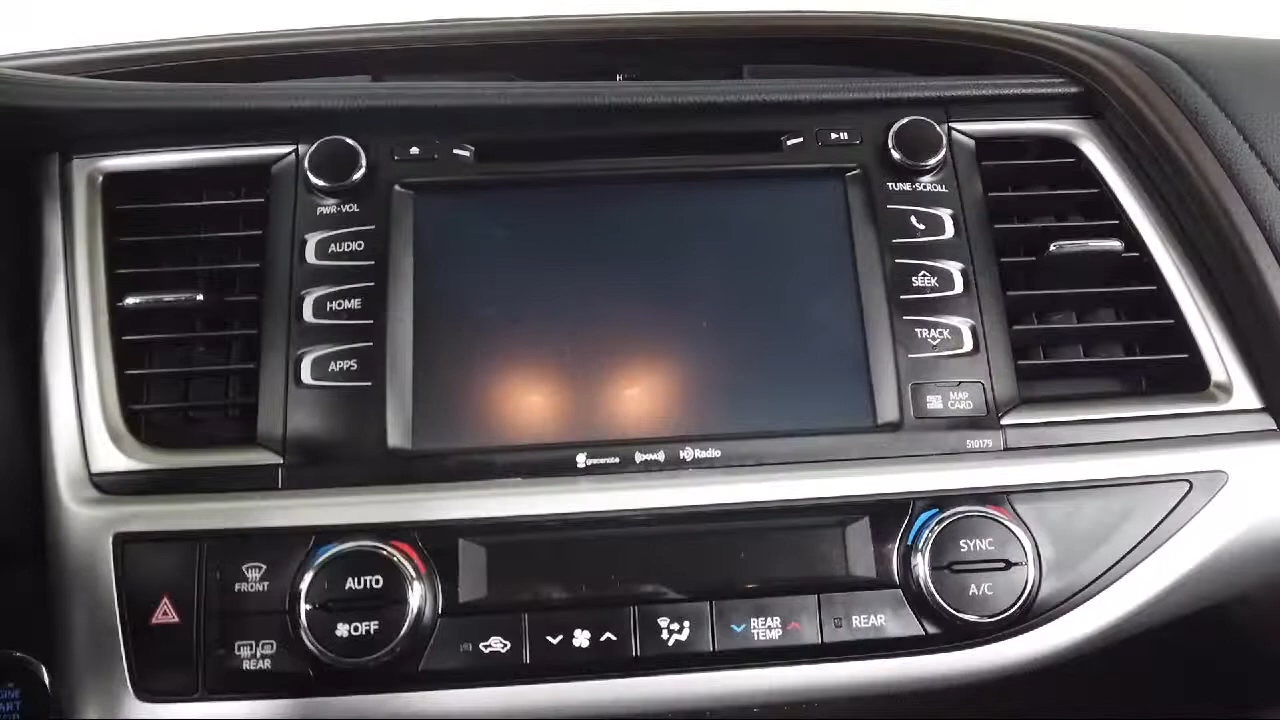 PWR•VOL
AUDIO
HOME
APPS
TUNE•SCROLL
SEEK
TRACK
MAP
CARD
510179
gracenote
HD Radio
FRONT
REAR
AUTO
OFF
REAR
TEMP
REAR
SYNC
A/C